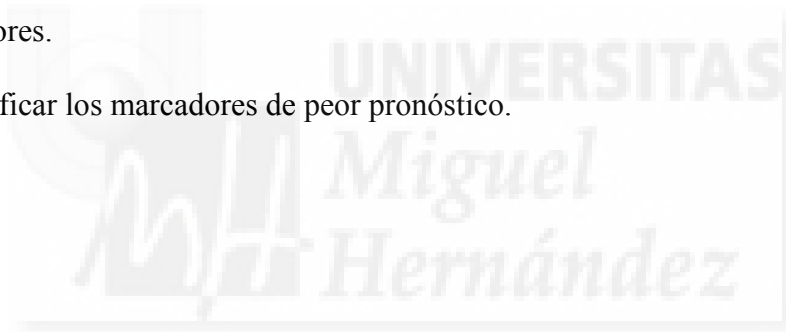 ores.
ficar los marcadores de peor pronóstico.
UNIVERSITAS
Miguel
Hernández